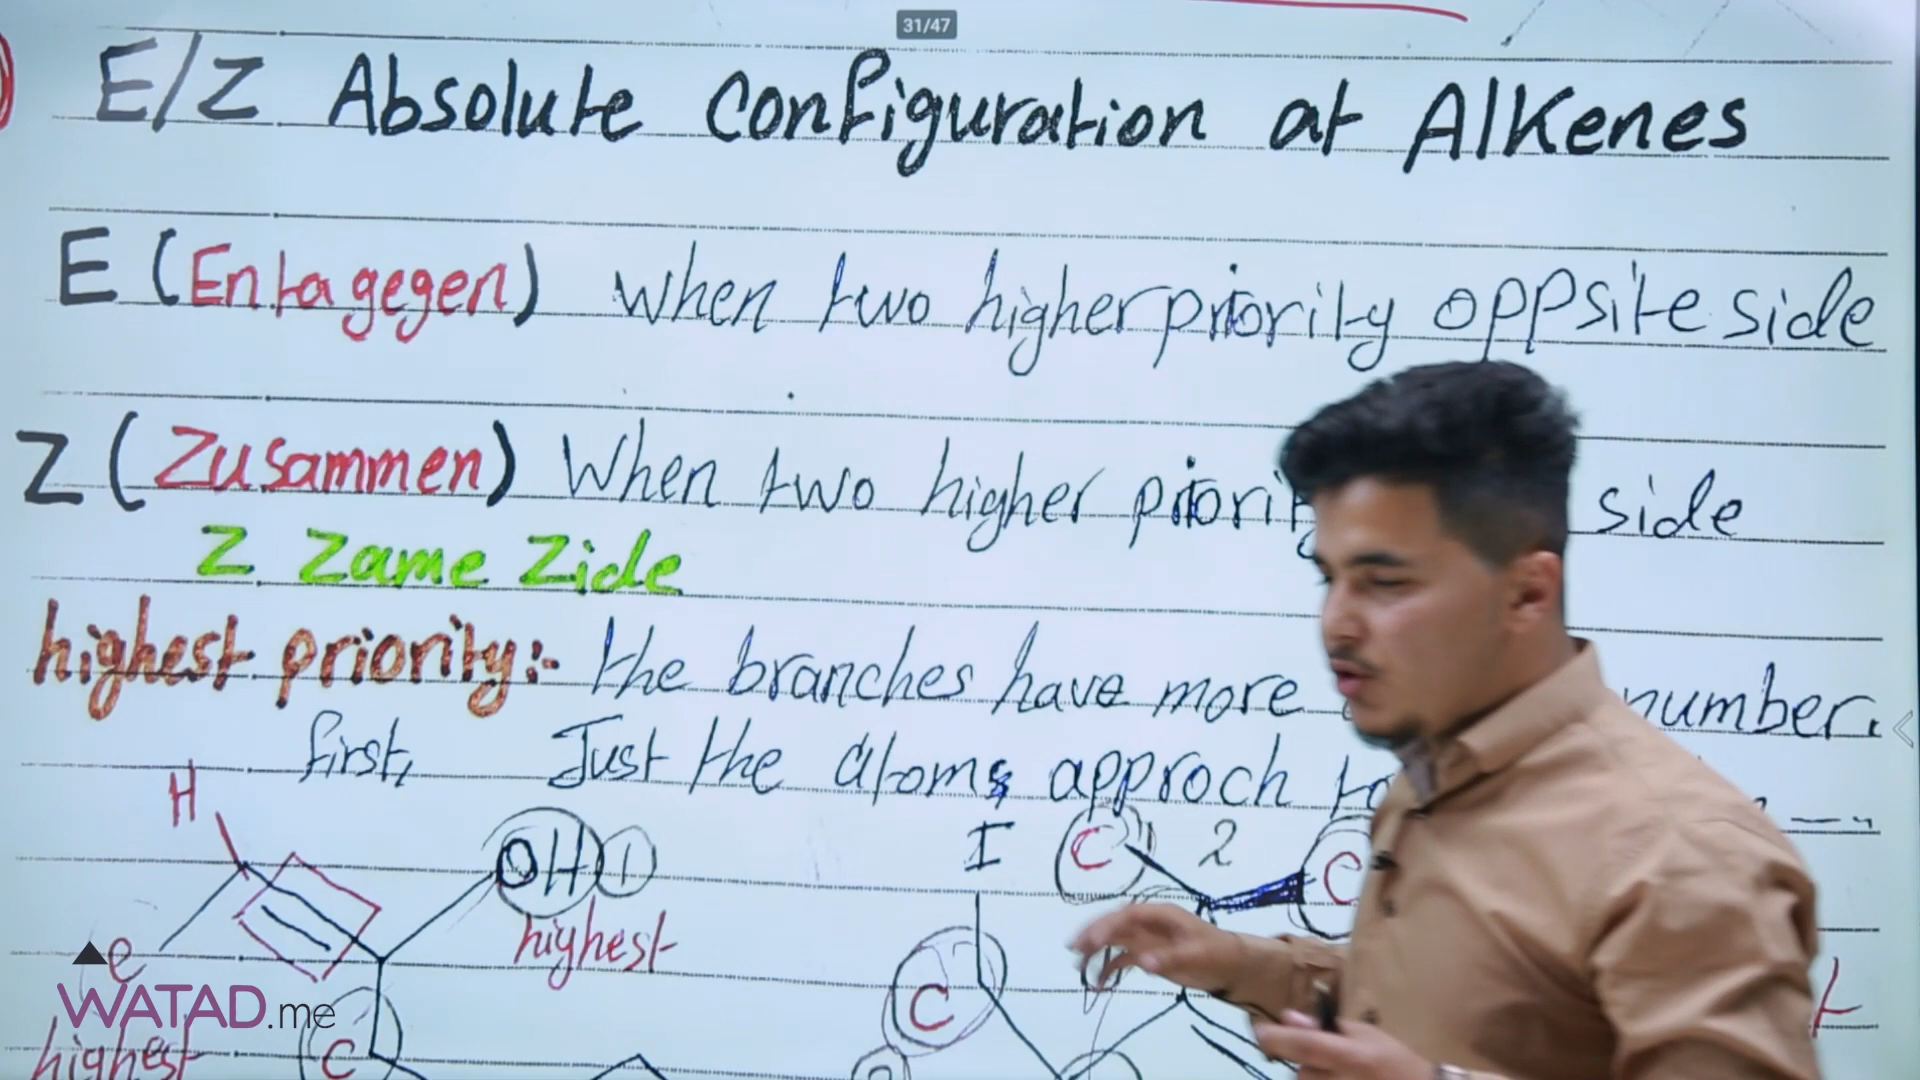 31/47
E/Z Absolute Configuration at Alkenes
E (Entagegen) when two higher priority oppsite side
Z (Zusammen) When two higher side
Z Zame Zide
highest priority:- the branches have more number.
first, Just the atoms approch
H
OH 1
highest
I C 2 C
e
C
WATAD.me
highest
C